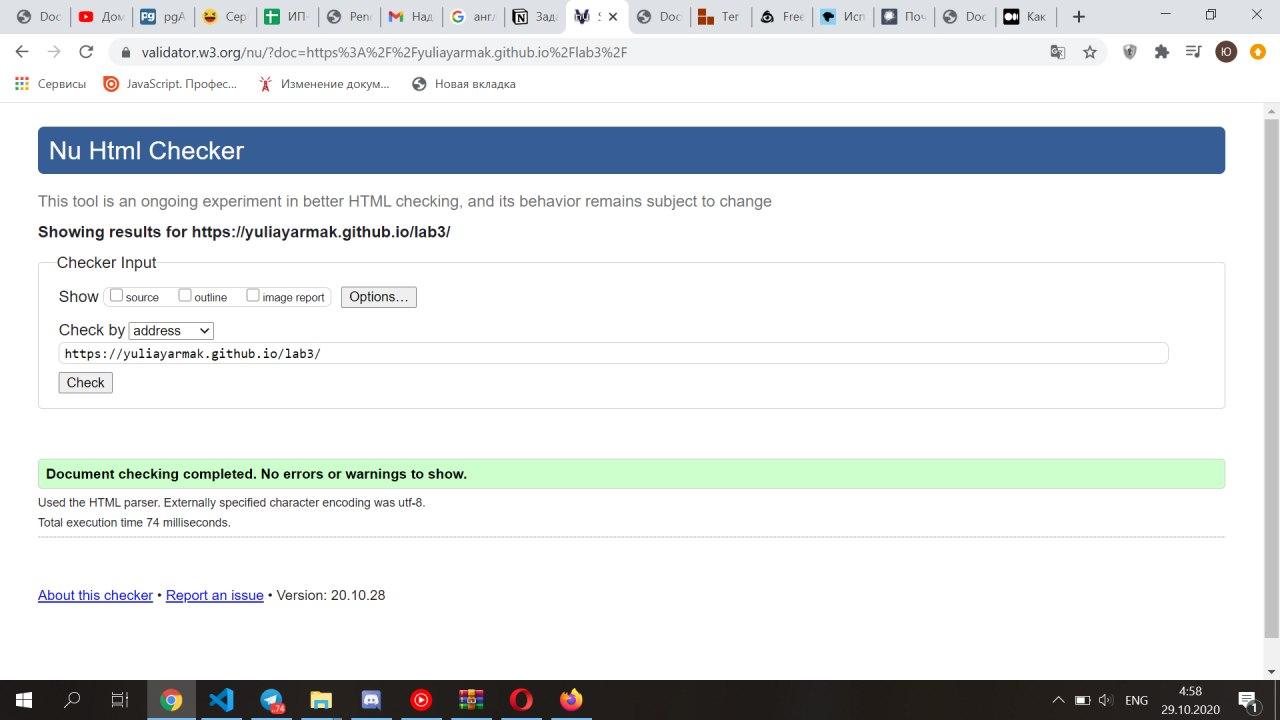 Doc
Дом
pgA
Сер
ИП-
Реп
Над
англ
Зада
S
Doc
Тег
Free
Исп
Поч
Doc
Как
validator.w3.org/nu/?doc=https%3A%2F%2Fyuliayarmak.github.io%2Flab3%2F
Ю
Сервисы
JavaScript. Професс...
Изменение докум...
Новая вкладка
Nu Html Checker
This tool is an ongoing experiment in better HTML checking, and its behavior remains subject to change
Showing results for https://yuliayarmak.github.io/lab3/
Checker Input
Show source outline image report Options...
Check by address
https://yuliayarmak.github.io/lab3/
Check
Document checking completed. No errors or warnings to show.
Used the HTML parser. Externally specified character encoding was utf-8.
Total execution time 74 milliseconds.
About this checker • Report an issue • Version: 20.10.28
74
ENG
4:58
29.10.2020
1